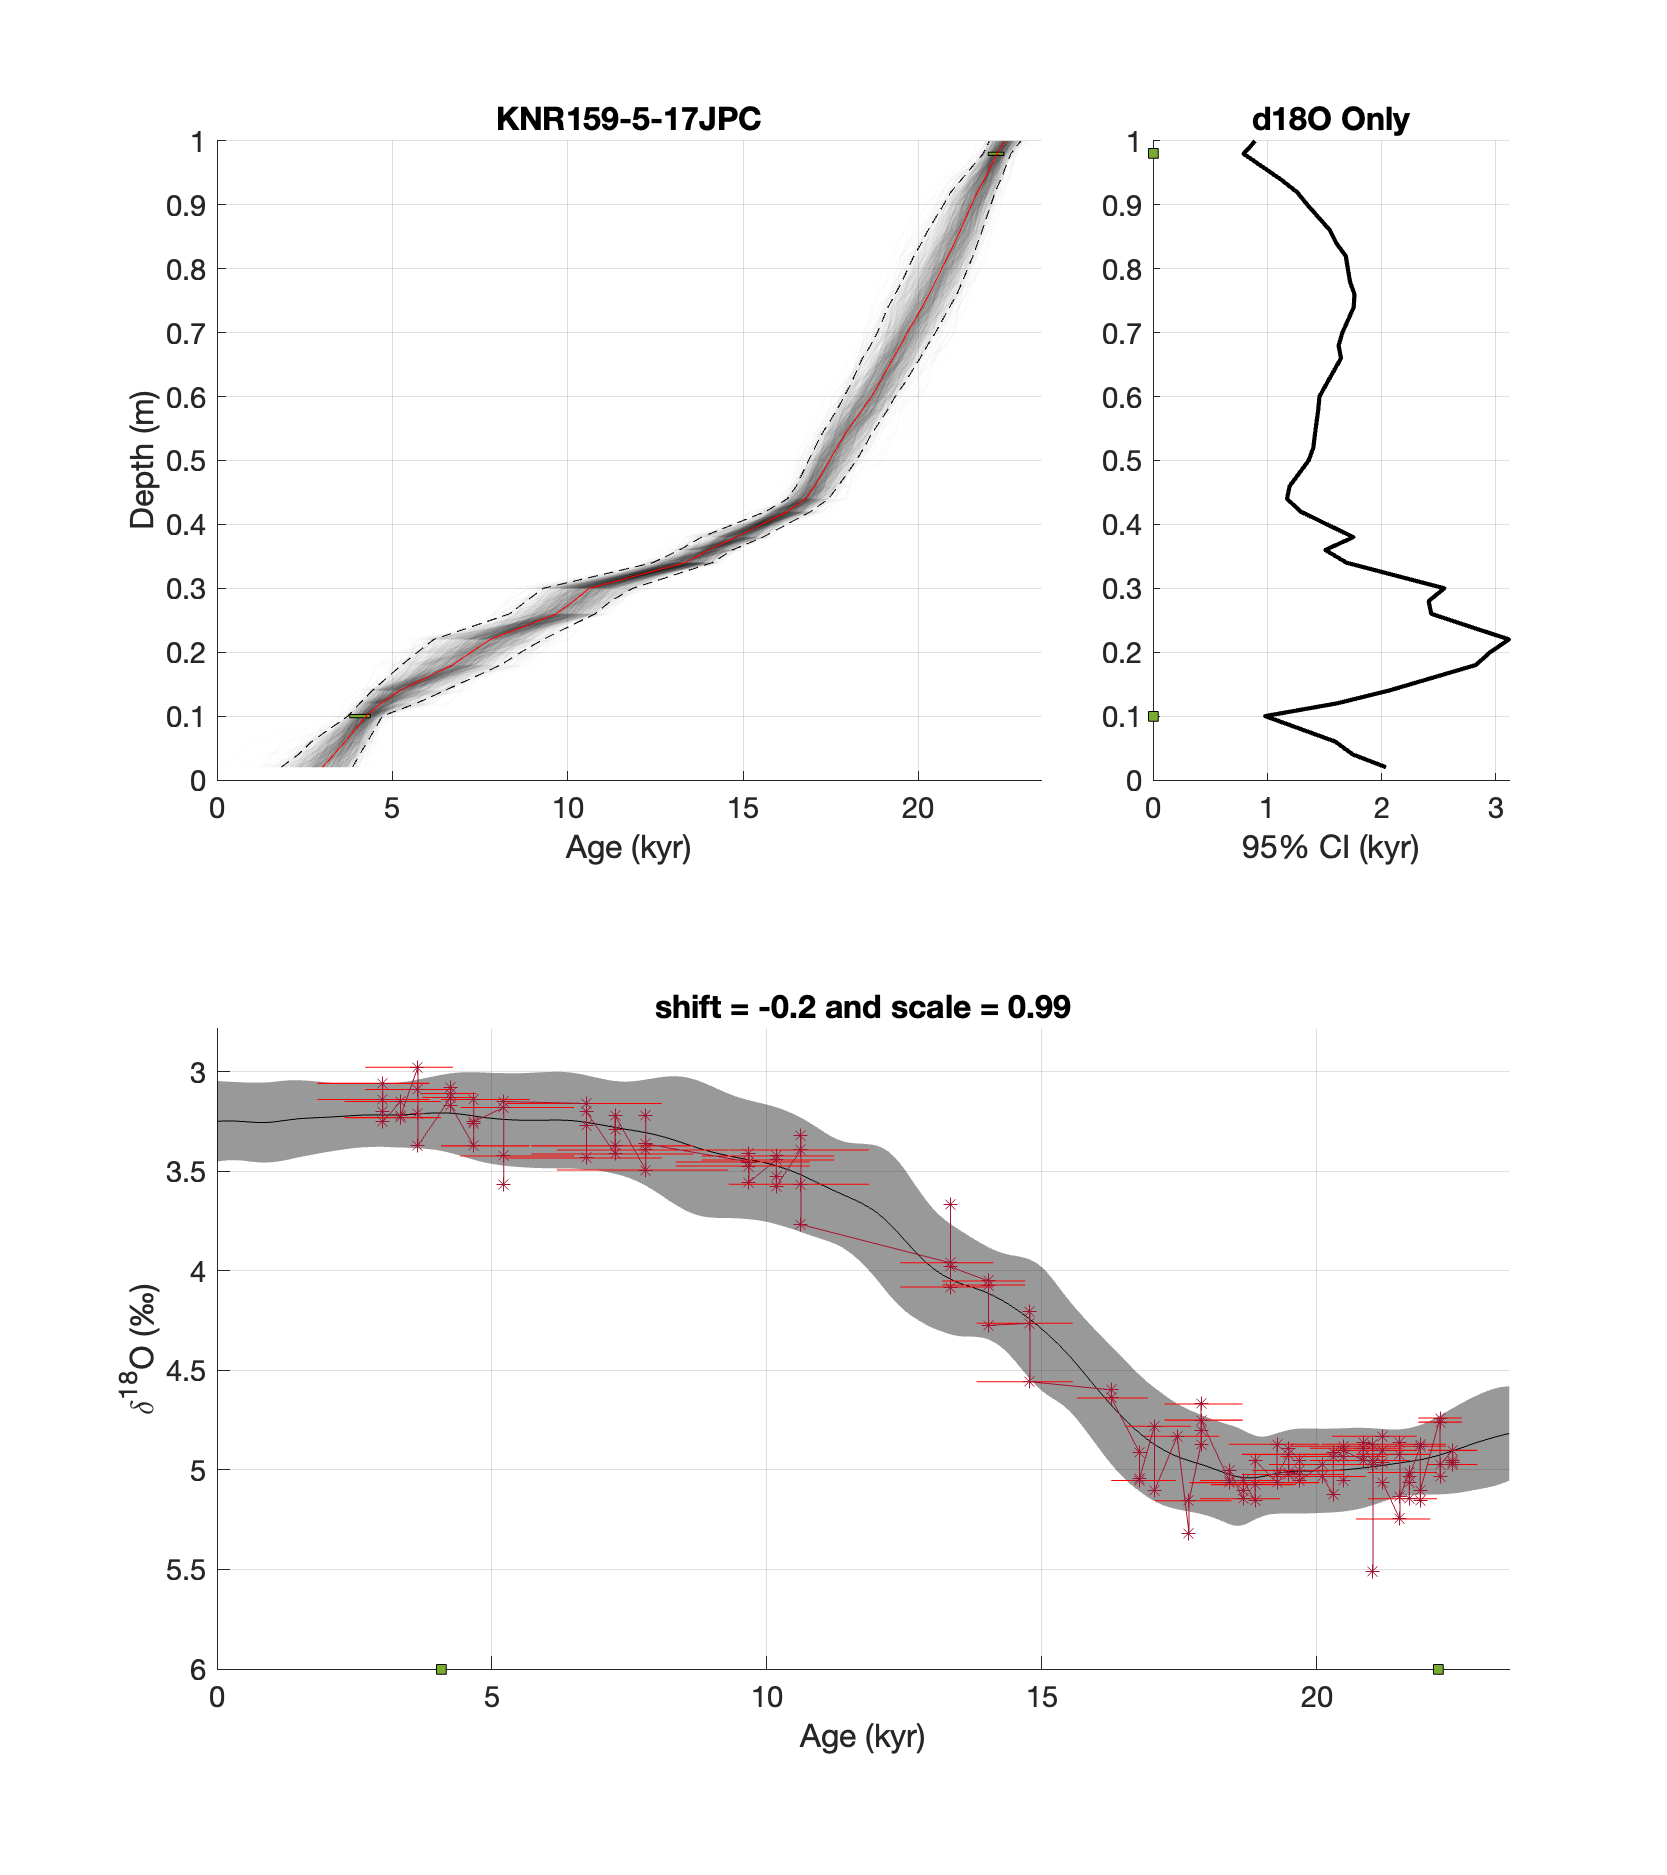 KNR159-5-17JPC
d18O Only
1
0.9
0.8
0.7
0.6
0.5
0.4
0.3
0.2
0.1
0
Depth (m)
0 5 10 15 20
Age (kyr)
1
0.9
0.8
0.7
0.6
0.5
0.4
0.3
0.2
0.1
0
0 1 2 3
95% CI (kyr)
shift = -0.2 and scale = 0.99
3
3.5
4
4.5
5
5.5
6
δ¹⁸O (‰)
0 5 10 15 20
Age (kyr)